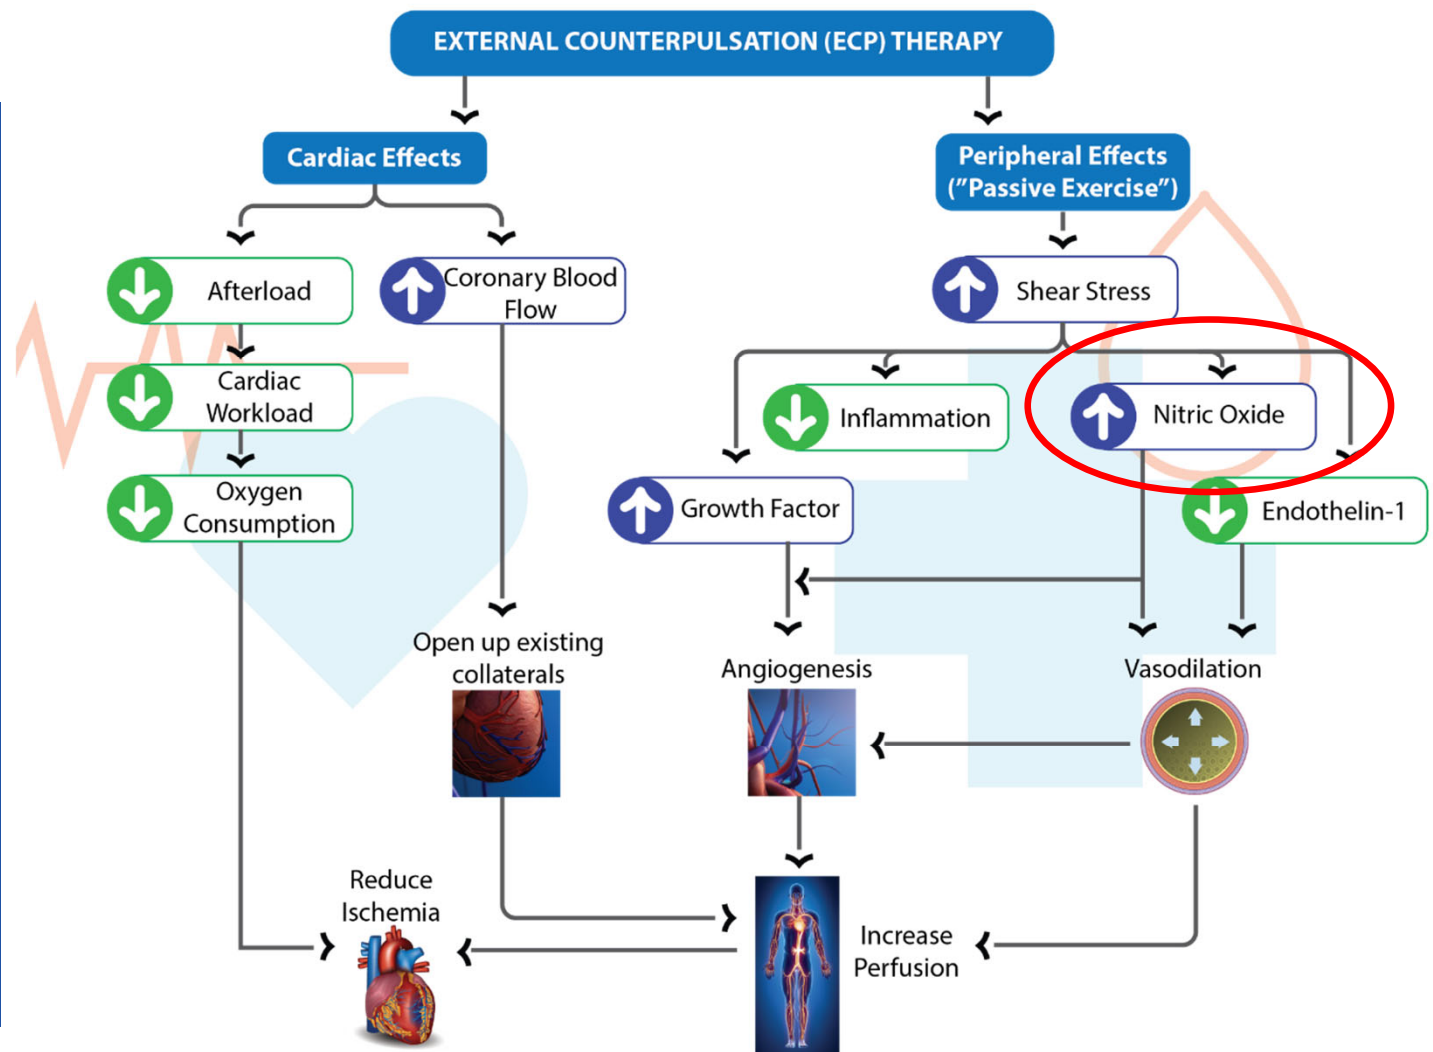 EXTERNAL COUNTERPULSATION (ECP) THERAPY
Cardiac Effects
Peripheral Effects
("Passive Exercise")
Afterload
Coronary Blood
Flow
Shear Stress
Cardiac
Workload
Inflammation
Nitric Oxide
Oxygen
Consumption
Growth Factor
Endothelin-1
Open up existing
collaterals
Angiogenesis
Vasodilation
Reduce
Ischemia
Increase
Perfusion